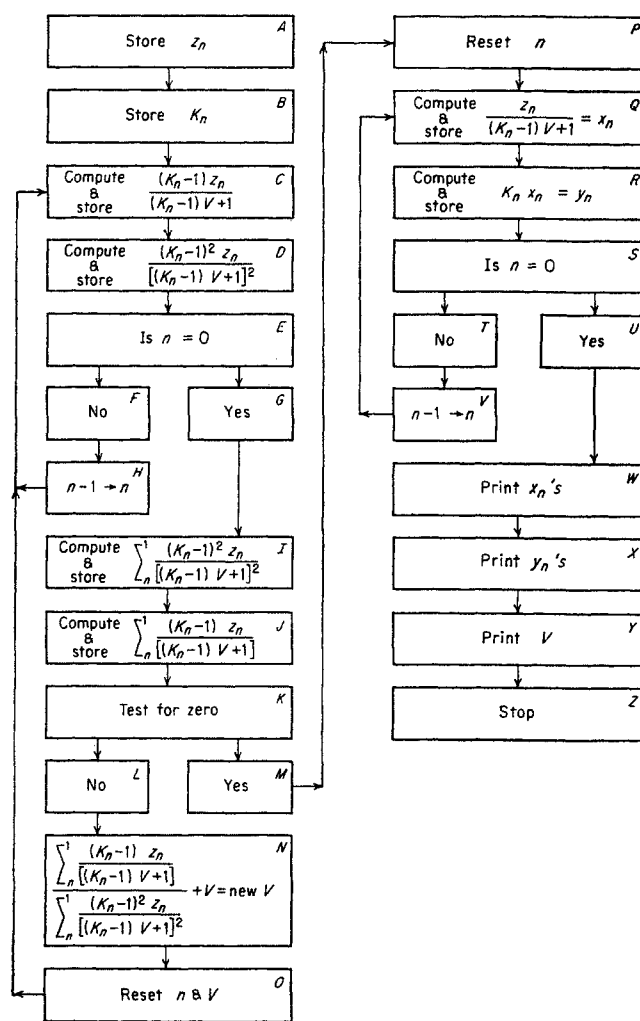 A
Store z_n
B
Store K_n
C
Compute & store (K_n−1) z_n / (K_n−1) V+1
D
Compute & store (K_n−1)² z_n / [(K_n−1) V+1]²
E
Is n = 0
F
No
G
Yes
H
n−1 → n
I
Compute & store ∑_n^1 (K_n−1)² z_n / [(K_n−1) V+1]²
J
Compute & store ∑_n^1 (K_n−1) z_n / [(K_n−1) V+1]
K
Test for zero
L
No
M
Yes
N
∑_n^1 (K_n−1) z_n / [(K_n−1) V+1] / ∑_n^1 (K_n−1)² z_n / [(K_n−1) V+1]² + V = new V
O
Reset n & V
P
Reset n
Q
Compute & store z_n / (K_n−1) V+1 = x_n
R
Compute & store K_n x_n = y_n
S
Is n = 0
T
No
U
Yes
V
n−1 → n
W
Print x_n's
X
Print y_n's
Y
Print V
Z
Stop